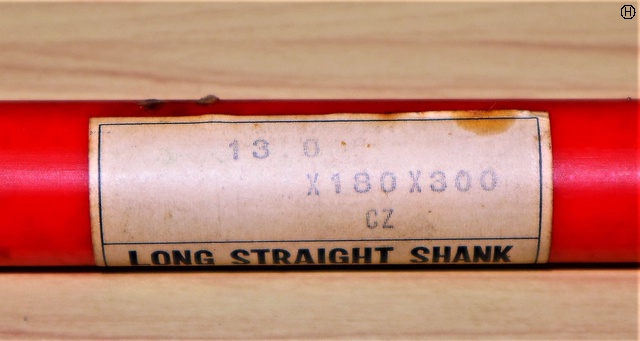 H
13.0
X180X300
CZ
LONG STRAIGHT SHANK